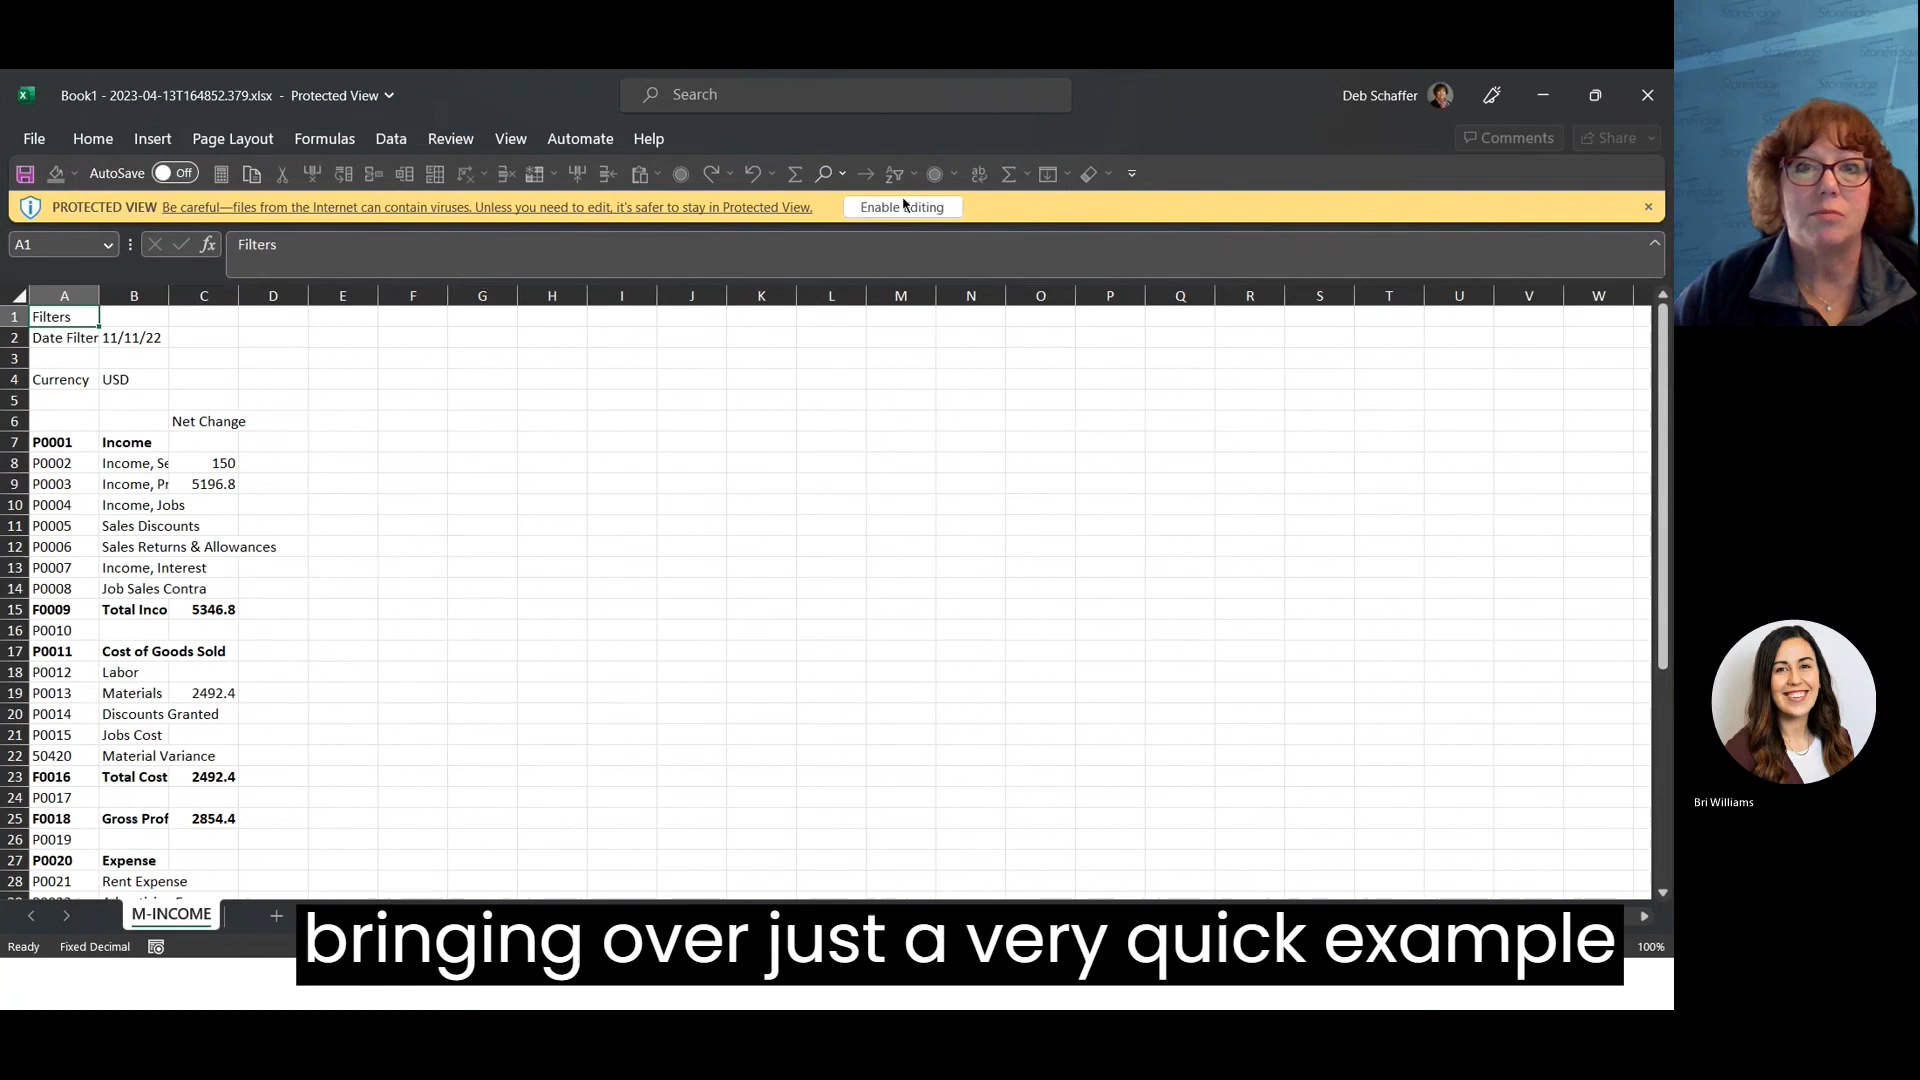 Book1 - 2023-04-13T164852.379.xlsx - Protected View
Search
Deb Schaffer
File Home Insert Page Layout Formulas Data Review View Automate Help
Comments Share
AutoSave Off
PROTECTED VIEW Be careful—files from the Internet can contain viruses. Unless you need to edit, it's safer to stay in Protected View. Enable Editing
A1 fx Filters
A B C D E F G H I J K L M N O P Q R S T U V W
1 Filters
2 Date Filter 11/11/22
3
4 Currency USD
5
6 Net Change
7 P0001 Income
8 P0002 Income, Se 150
9 P0003 Income, Pr 5196.8
10 P0004 Income, Jobs
11 P0005 Sales Discounts
12 P0006 Sales Returns & Allowances
13 P0007 Income, Interest
14 P0008 Job Sales Contra
15 F0009 Total Inco 5346.8
16 P0010
17 P0011 Cost of Goods Sold
18 P0012 Labor
19 P0013 Materials 2492.4
20 P0014 Discounts Granted
21 P0015 Jobs Cost
22 50420 Material Variance
23 F0016 Total Cost 2492.4
24 P0017
25 F0018 Gross Prof 2854.4
26 P0019
27 P0020 Expense
28 P0021 Rent Expense
M-INCOME
Ready Fixed Decimal 100%
bringing over just a very quick example
Bri Williams